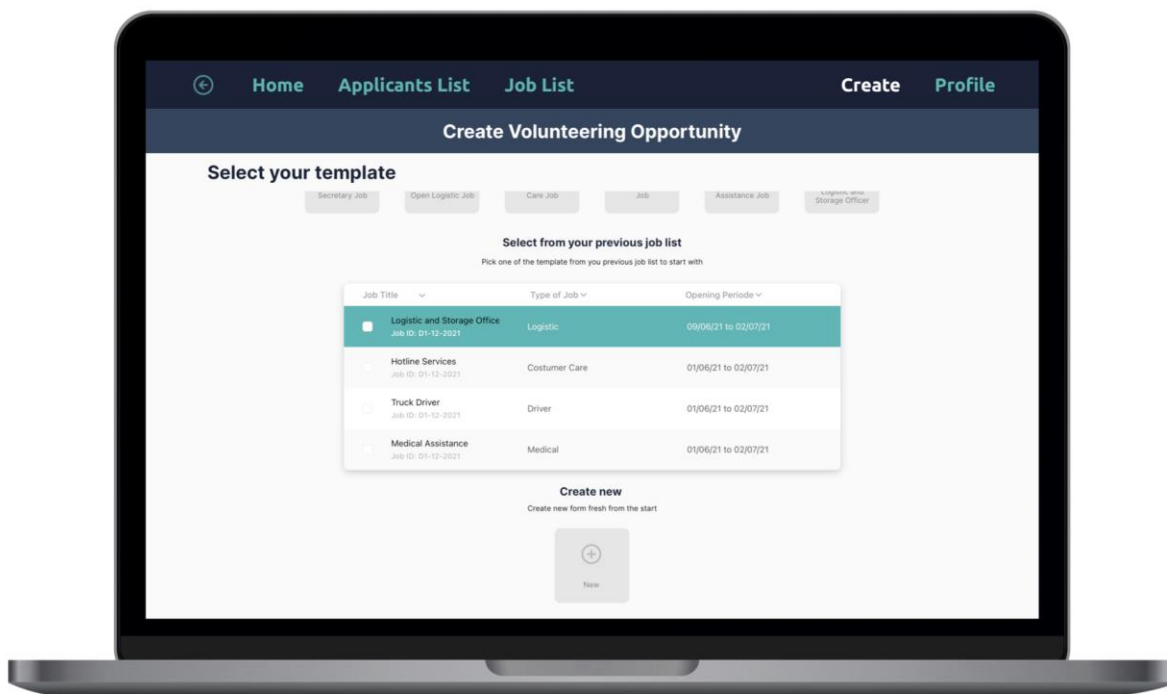 Home Applicants List Job List Create Profile
Create Volunteering Opportunity
Select your template
Secretary Job Open Logistic Job Care Job Job Assistance Job Logistic and
Storage Officer
Select from your previous job list
Pick one of the template from you previous job list to start with
Job Title Type of Job Opening Periode
Logistic and Storage Office Logistic 09/06/21 to 02/07/21
Job ID: D1-12-2021
Hotline Services Costumer Care 01/06/21 to 02/07/21
Job ID: D1-12-2021
Truck Driver Driver 01/06/21 to 02/07/21
Job ID: D1-12-2021
Medical Assistance Medical 01/06/21 to 02/07/21
Job ID: D1-12-2021
Create new
Create new form fresh from the start
New